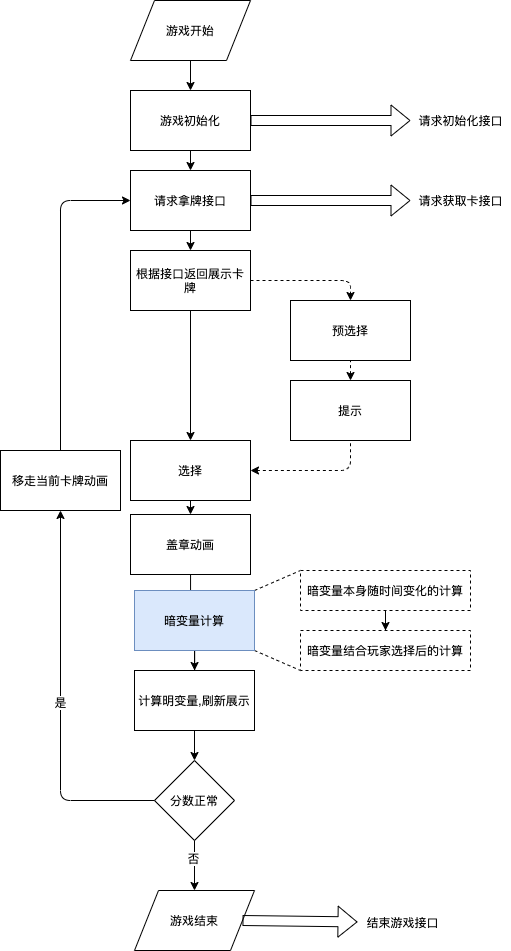 游戏开始
游戏初始化
请求初始化接口
请求拿牌接口
请求获取卡接口
根据接口返回展示卡
牌
预选择
提示
选择
移走当前卡牌动画
盖章动画
暗变量本身随时间变化的计算
暗变量计算
暗变量结合玩家选择后的计算
计算明变量,刷新展示
是
分数正常
否
游戏结束
结束游戏接口